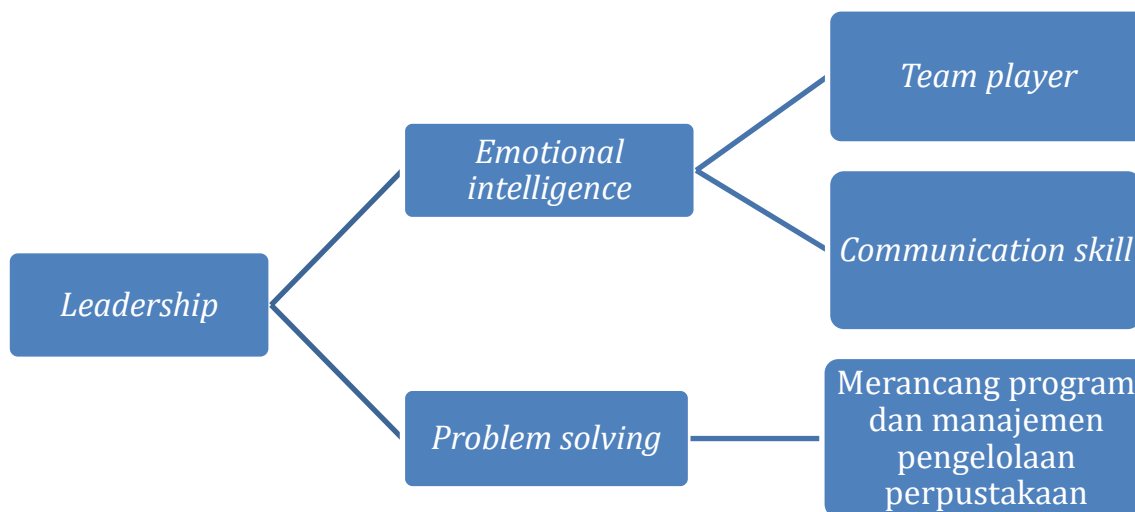 Leadership
Emotional
intelligence
Problem solving
Team player
Communication skill
Merancang program
dan manajemen
pengelolaan
perpustakaan